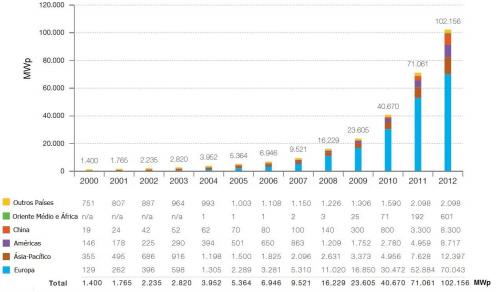 120.000
102.156
100.000
80.000
71.061
MWp
60.000
40.670
40.000
23.605
20.000
16.229
1.400 1.765 2.235 2.820 3.952 5.364 6.946 9.521
0
2000 2001 2002 2003 2004 2005 2006 2007 2008 2009 2010 2011 2012
Outros Países 751 807 887 964 993 1.003 1.108 1.150 1.226 1.306 1.590 2.098 2.098
Oriente Médio e África n/a n/a n/a n/a 1 1 1 2 3 25 71 192 601
China 19 24 42 52 62 70 80 100 140 300 800 3.300 8.300
Américas 146 178 225 290 394 501 650 863 1.209 1.752 2.780 4.959 8.717
Ásia-Pacífico 355 495 686 916 1.198 1.500 1.825 2.096 2.631 3.373 4.956 7.628 12.397
Europa 129 262 396 598 1.305 2.289 3.281 5.310 11.020 16.850 30.472 52.884 70.043
Total 1.400 1.765 2.235 2.820 3.952 5.364 6.946 9.521 16.229 23.605 40.670 71.061 102.156 MWp